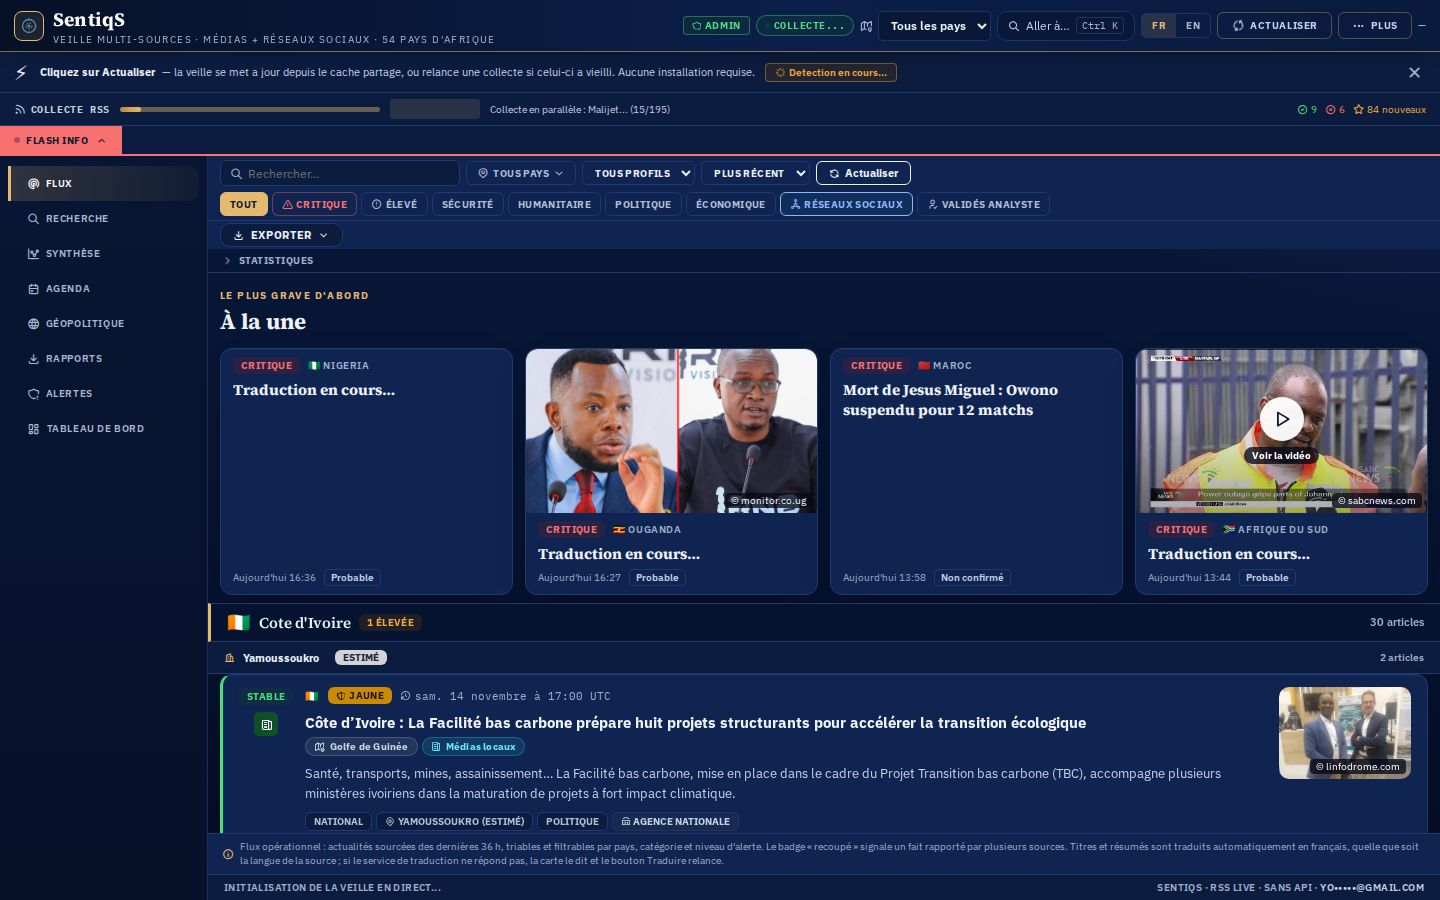 SentiqS
VEILLE MULTI-SOURCES · MÉDIAS + RÉSEAUX SOCIAUX · 54 PAYS D'AFRIQUE
ADMIN
COLLECTE...
Tous les pays
Aller à...
Ctrl K
FR
EN
ACTUALISER
PLUS
Cliquez sur Actualiser — la veille se met a jour depuis le cache partage, ou relance une collecte si celui-ci a vieilli. Aucune installation requise.
Detection en cours...
COLLECTE RSS
Collecte en parallèle : Malijet... (15/195)
9
6
84 nouveaux
FLASH INFO
FLUX
RECHERCHE
SYNTHÈSE
AGENDA
GÉOPOLITIQUE
RAPPORTS
ALERTES
TABLEAU DE BORD
Rechercher...
TOUS PAYS
TOUS PROFILS
PLUS RÉCENT
Actualiser
TOUT
CRITIQUE
ÉLEVÉ
SÉCURITÉ
HUMANITAIRE
POLITIQUE
ÉCONOMIQUE
RÉSEAUX SOCIAUX
VALIDÉS ANALYSTE
EXPORTER
STATISTIQUES
LE PLUS GRAVE D'ABORD
À la une
CRITIQUE
NIGERIA
Traduction en cours...
Aujourd'hui 16:36
Probable
VISIO
VISI
© monitor.co.ug
CRITIQUE
OUGANDA
Traduction en cours...
Aujourd'hui 16:27
Probable
CRITIQUE
MAROC
Mort de Jesus Miguel : Owono
suspendu pour 12 matchs
Aujourd'hui 13:58
Non confirmé
Voir la vidéo
SABC
NEWS
Power outage grips parts of Johann
© sabcnews.com
CRITIQUE
AFRIQUE DU SUD
Traduction en cours...
Aujourd'hui 13:44
Probable
Cote d'Ivoire
1 ÉLEVÉE
30 articles
Yamoussoukro
ESTIMÉ
2 articles
STABLE
JAUNE
sam. 14 novembre à 17:00 UTC
Côte d’Ivoire : La Facilité bas carbone prépare huit projets structurants pour accélérer la transition écologique
Golfe de Guinée
Médias locaux
Santé, transports, mines, assainissement... La Facilité bas carbone, mise en place dans le cadre du Projet Transition bas carbone (TBC), accompagne plusieurs
ministères ivoiriens dans la maturation de projets à fort impact climatique.
© linfodrome.com
NATIONAL
YAMOUSSOUKRO (ESTIMÉ)
POLITIQUE
AGENCE NATIONALE
Flux opérationnel : actualités sourcées des dernières 36 h, triables et filtrables par pays, catégorie et niveau d'alerte. Le badge « recoupé » signale un fait rapporté par plusieurs sources. Titres et résumés sont traduits automatiquement en français, quelle que soit
la langue de la source ; si le service de traduction ne répond pas, la carte le dit et le bouton Traduire relance.
INITIALISATION DE LA VEILLE EN DIRECT...
SENTIQS · RSS LIVE · SANS API · YO•••••@GMAIL.COM